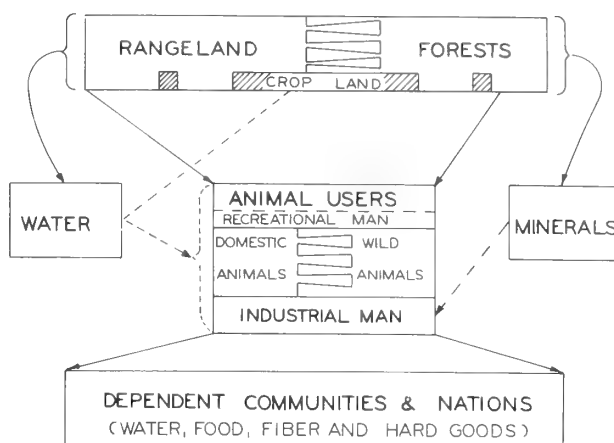 RANGELAND FORESTS
CROP LAND
WATER
ANIMAL USERS
RECREATIONAL MAN
DOMESTIC WILD
ANIMALS ANIMALS
INDUSTRIAL MAN
MINERALS
DEPENDENT COMMUNITIES & NATIONS
(WATER, FOOD, FIBER AND HARD GOODS)